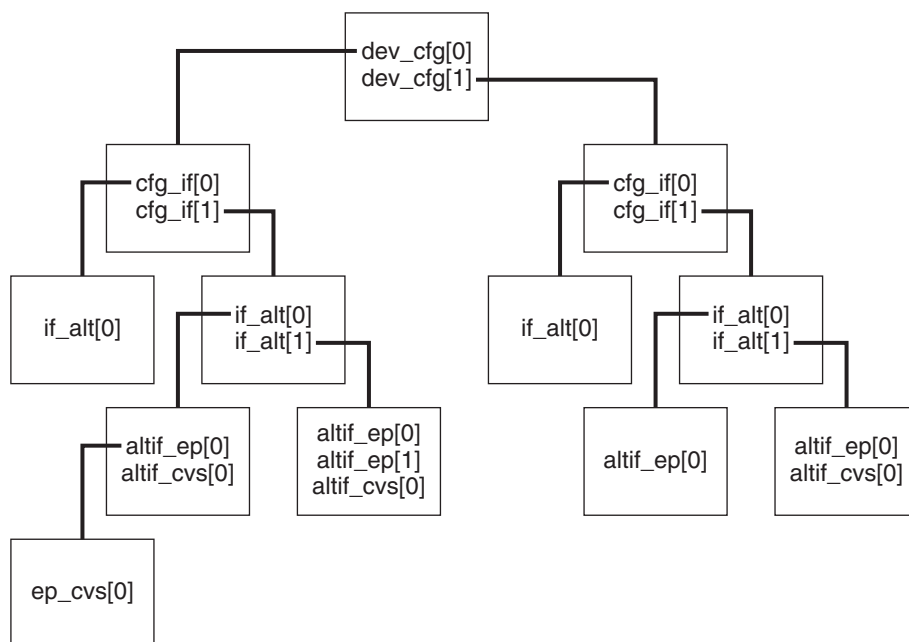 dev_cfg[0]
dev_cfg[1]
cfg_if[0]
cfg_if[1]
cfg_if[0]
cfg_if[1]
if_alt[0]
if_alt[0]
if_alt[1]
if_alt[0]
if_alt[0]
if_alt[1]
altif_ep[0]
altif_cvs[0]
altif_ep[0]
altif_ep[1]
altif_cvs[0]
altif_ep[0]
altif_ep[0]
altif_cvs[0]
ep_cvs[0]